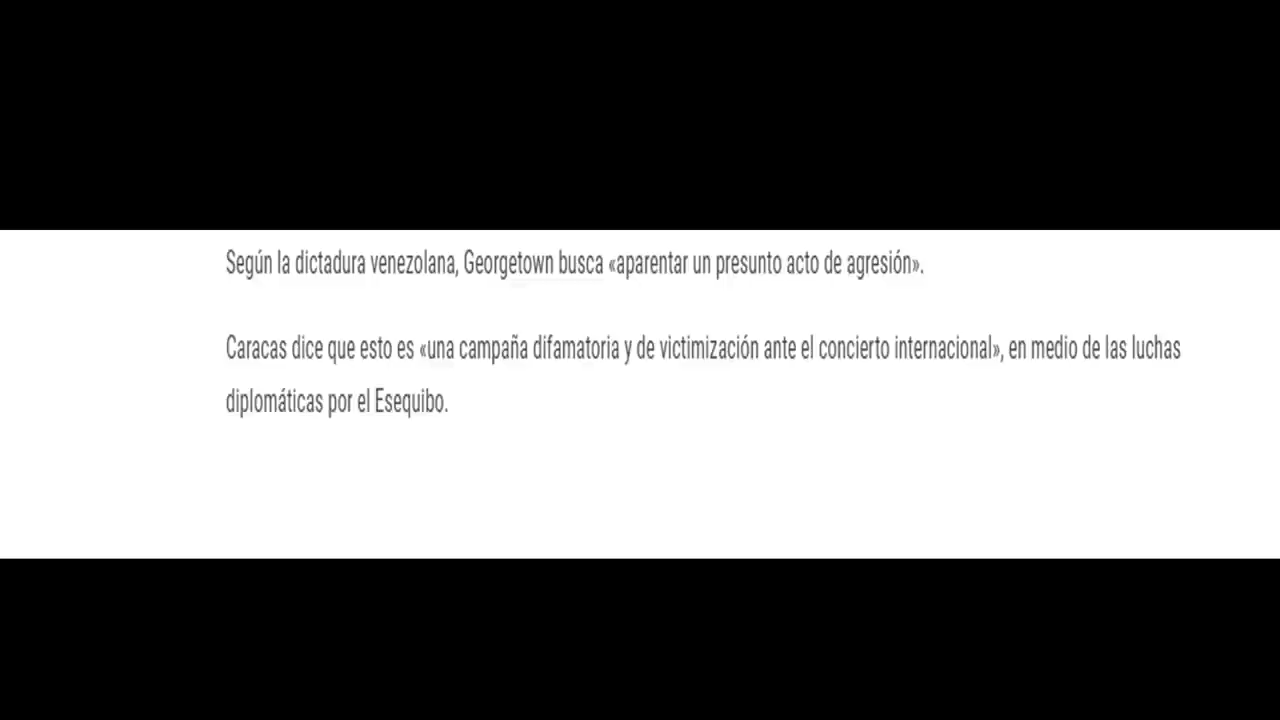 Según la dictadura venezolana, Georgetown busca «aparentar un presunto acto de agresión».
Caracas dice que esto es «una campaña difamatoria y de victimización ante el concierto internacional», en medio de las luchas
diplomáticas por el Esequibo.